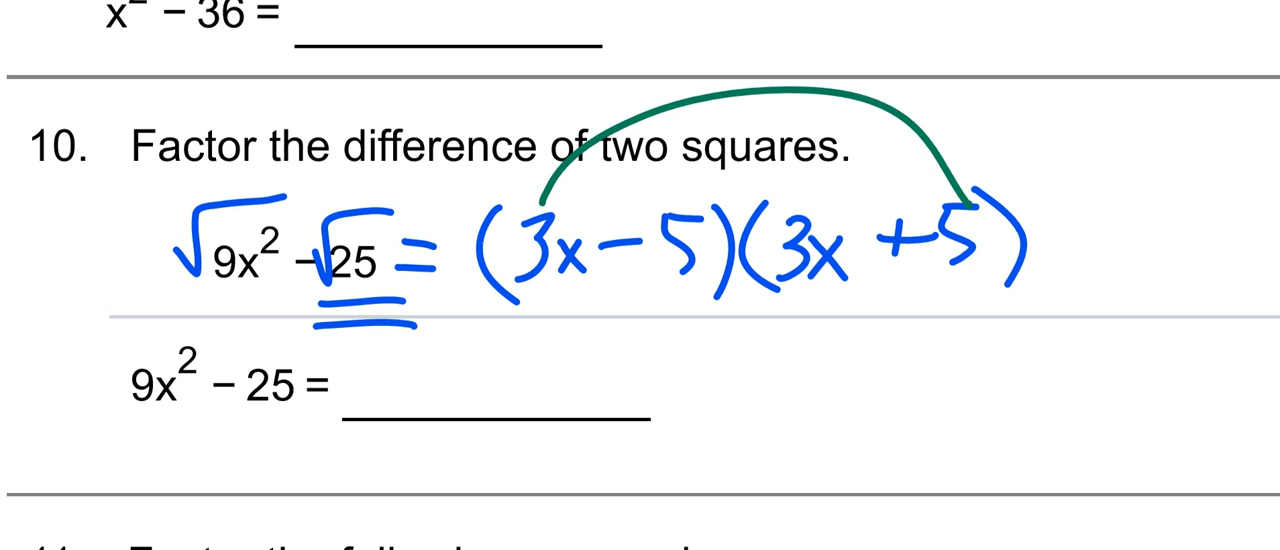 x² − 36 =
10. Factor the difference of two squares.
√9x² − √25 = (3x − 5)(3x + 5)
9x² − 25 =